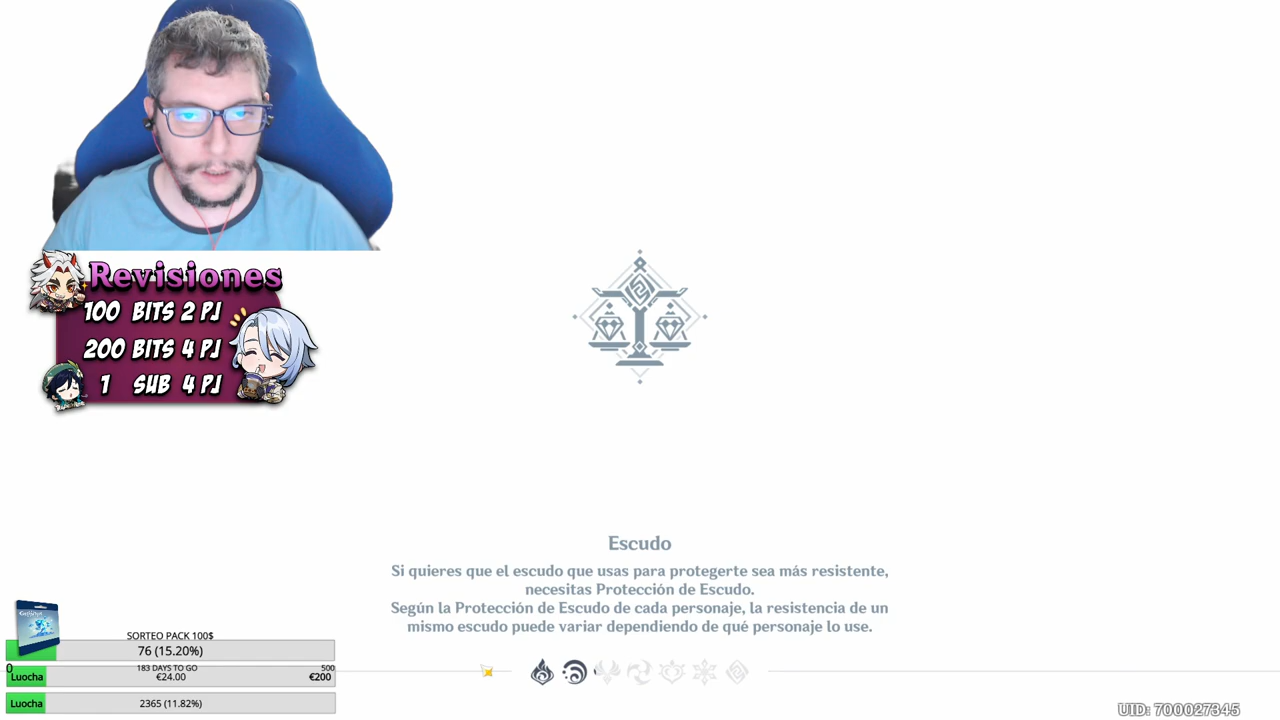 Revisiones
100 BITS 2 PJ
200 BITS 4 PJ
1 SUB 4 PJ
Escudo
Si quieres que el escudo que usas para protegerte sea más resistente,
necesitas Protección de Escudo.
Según la Protección de Escudo de cada personaje, la resistencia de un
mismo escudo puede variar dependiendo de qué personaje lo use.
SORTEO PACK 100$
76 (15.20%)
0 183 DAYS TO GO 500
Luocha €24.00 €200
Luocha 2365 (11.82%)
UID: 700027345